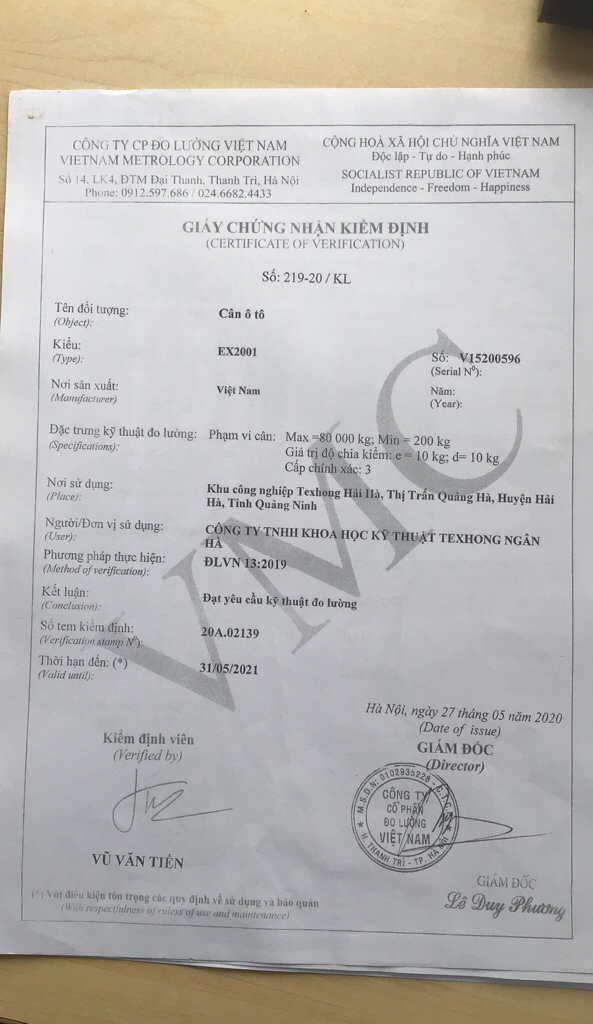 CÔNG TY CP ĐO LƯỜNG VIỆT NAM
VIETNAM METROLOGY CORPORATION
Số 14, LK4, ĐTM Đại Thanh, Thanh Trì, Hà Nội
Phone: 0912.597.686 / 024.6682.4433
CỘNG HOÀ XÃ HỘI CHỦ NGHĨA VIỆT NAM
Độc lập - Tự do - Hạnh phúc
SOCIALIST REPUBLIC OF VIETNAM
Independence - Freedom - Happiness
GIẤY CHỨNG NHẬN KIỂM ĐỊNH
(CERTIFICATE OF VERIFICATION)
Số: 219-20 / KL
Tên đối tượng: Cân ô tô
(Object):
Kiểu: EX2001 Số: V15200596
(Type): (Serial N⁰):
Nơi sản xuất: Việt Nam Năm:
(Manufacturer) (Year):
Đặc trưng kỹ thuật đo lường: Phạm vi cân: Max =80 000 kg; Min = 200 kg
(Specifications): Giá trị độ chia kiểm: e = 10 kg; d= 10 kg
Cấp chính xác: 3
Nơi sử dụng: Khu công nghiệp Texhong Hải Hà, Thị Trấn Quảng Hà, Huyện Hải
(Place): Hà, Tỉnh Quảng Ninh
Người/Đơn vị sử dụng: CÔNG TY TNHH KHOA HỌC KỸ THUẬT TEXHONG NGÂN
(User): HÀ
Phương pháp thực hiện: ĐLVN 13:2019
(Method of verification):
Kết luận: Đạt yêu cầu kỹ thuật đo lường
(Conclusion):
Số tem kiểm định: 20A.02139
(Verification stamp N⁰):
Thời hạn đến: (*) 31/05/2021
(Valid until):
VMC
Hà Nội, ngày 27 tháng 05 năm 2020
(Date of issue)
Kiểm định viên
(Verified by)
GIÁM ĐỐC
(Director)
M.S.D.N: 0102935228 - C.T.C.P
CÔNG TY
CỔ PHẦN
ĐO LƯỜNG
VIỆT NAM
H. THANH TRÌ - TP. HÀ NỘI
VŨ VĂN TIẾN
GIÁM ĐỐC
Lê Duy Phương
(*) Với điều kiện tôn trọng các quy định về sử dụng và bảo quản
(With respectfulness of rules of use and maintenance)